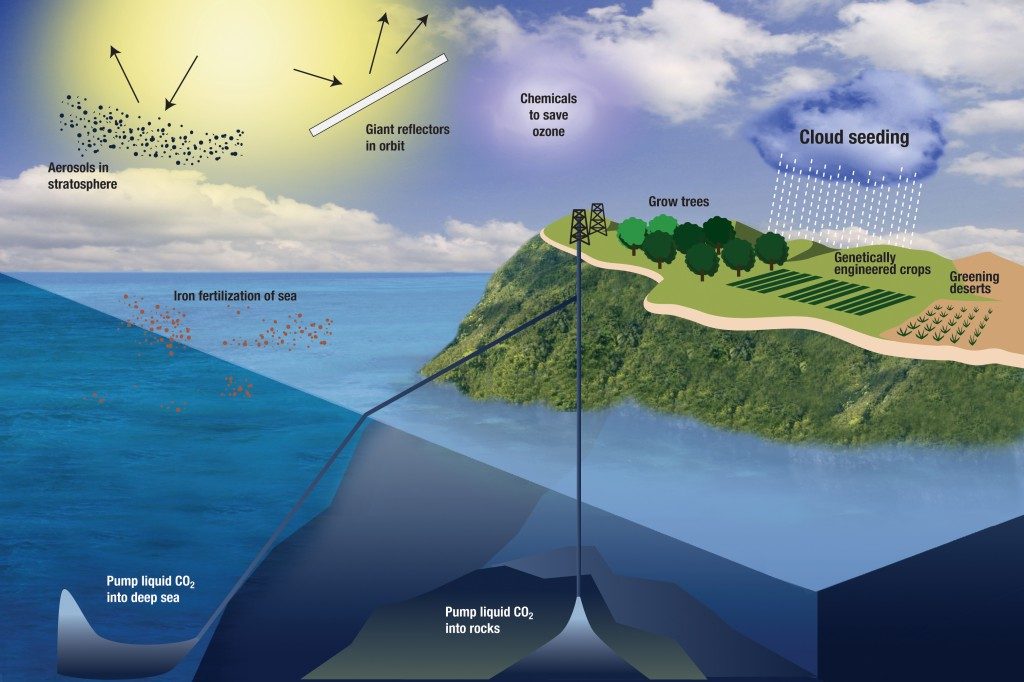 Chemicals
to save
ozone
Cloud seeding
Giant reflectors
in orbit
Aerosols in
stratosphere
Grow trees
Genetically
engineered crops
Greening
deserts
Iron fertilization of sea
Pump liquid CO₂
into deep sea
Pump liquid CO₂
into rocks